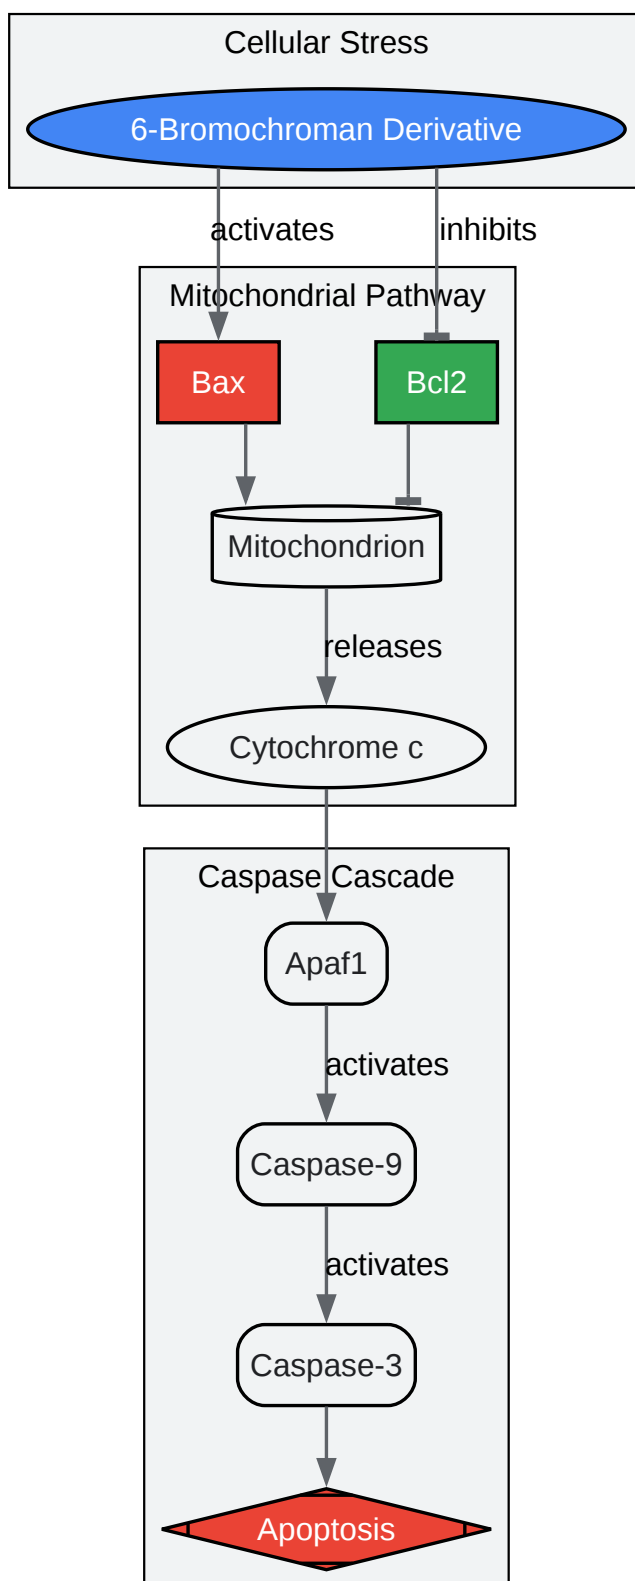 Cellular Stress
6-Bromochroman Derivative
activates
inhibits
Mitochondrial Pathway
Bax
Bcl2
Mitochondrion
releases
Cytochrome c
Caspase Cascade
Apaf1
activates
Caspase-9
activates
Caspase-3
Apoptosis